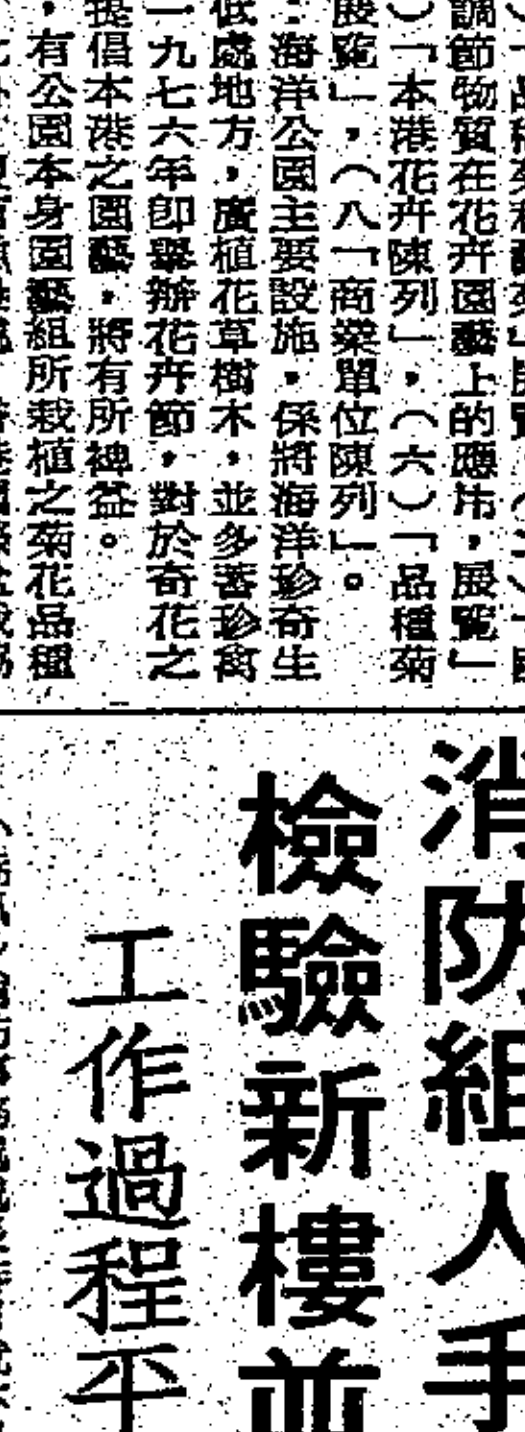 調節物質在花卉園藝上的應用，展覽」
）「本港花卉陳列」，（六）「品種菊
展覽」，（八「商業單位陳列」。
：海洋公園主要設施，係將海洋珍奇生
低處地方，廣植花草樹木，並多蓄珍禽
一九七六年卽舉辦花卉節，對於奇花之
提倡本港之園藝，將有所裨益。
，有公園本身園藝組所栽植之菊花品種
消防組人手
檢驗新樓並
工作過程平